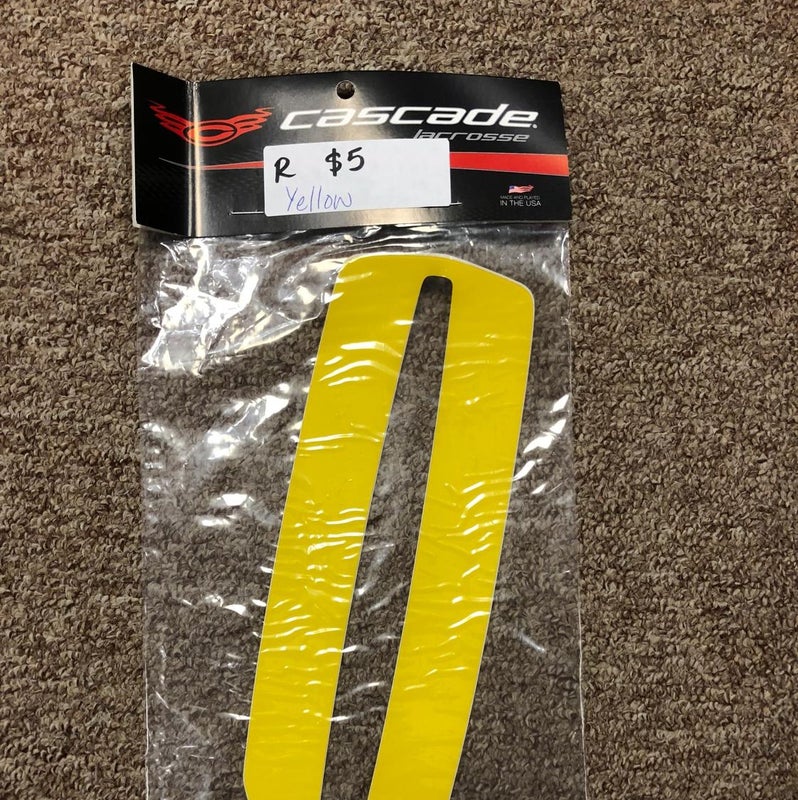 cascade
lacrosse
R $5
Yellow
MADE AND PLAYED
IN THE USA